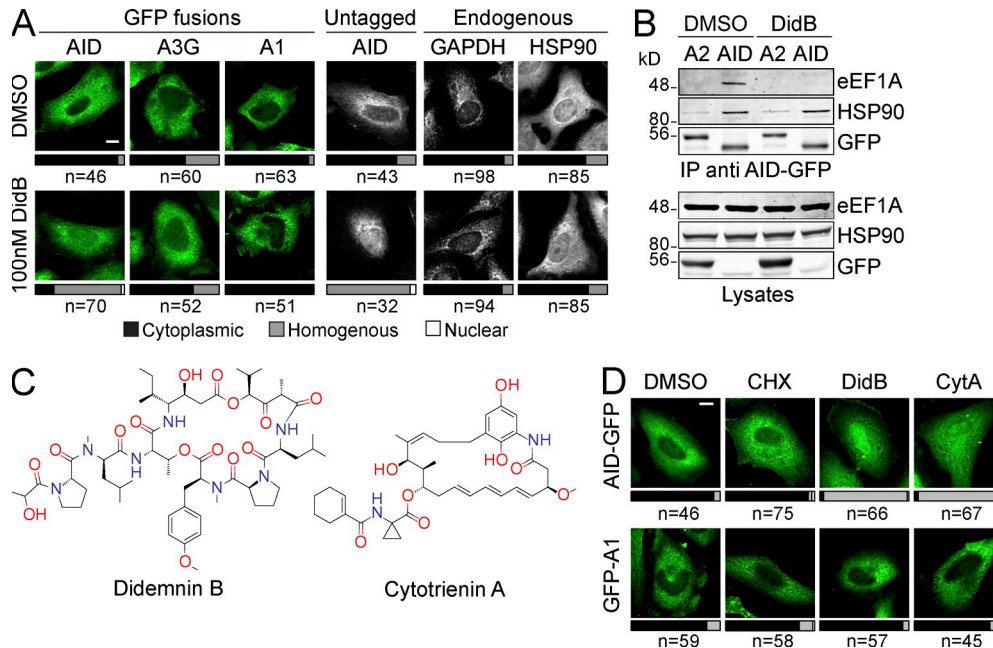 A
GFP fusions
Untagged
Endogenous
AID
A3G
A1
AID
GAPDH
HSP90
DMSO
n=46
n=60
n=63
n=43
n=98
n=85
100nM DidB
n=70
n=52
n=51
n=32
n=94
n=85
Cytoplasmic
Homogenous
Nuclear
B
DMSO
DidB
kD
A2
AID
A2
AID
48
eEF1A
80
HSP90
56
GFP
IP anti AID-GFP
48
eEF1A
80
HSP90
56
GFP
Lysates
C
OH
O
O
O
O
NH
NH
O
O
O
N
O
O
O
N
H
N
O
N
N
O
N
O
OH
O
Didemnin B
OH
NH
OH
O
OH
O
O
O
H
N
O
Cytotrienin A
D
DMSO
CHX
DidB
CytA
AID-GFP
n=46
n=75
n=66
n=67
GFP-A1
n=59
n=58
n=57
n=45